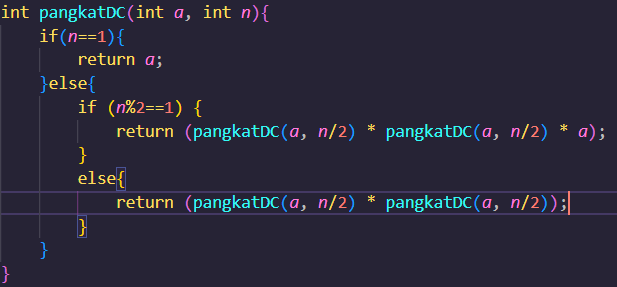 int pangkatDC(int a, int n){
    if(n==1){
        return a;
    }else{
        if (n%2==1) {
            return (pangkatDC(a, n/2) * pangkatDC(a, n/2) * a);
        }
        else{
            return (pangkatDC(a, n/2) * pangkatDC(a, n/2));
        }
    }
}